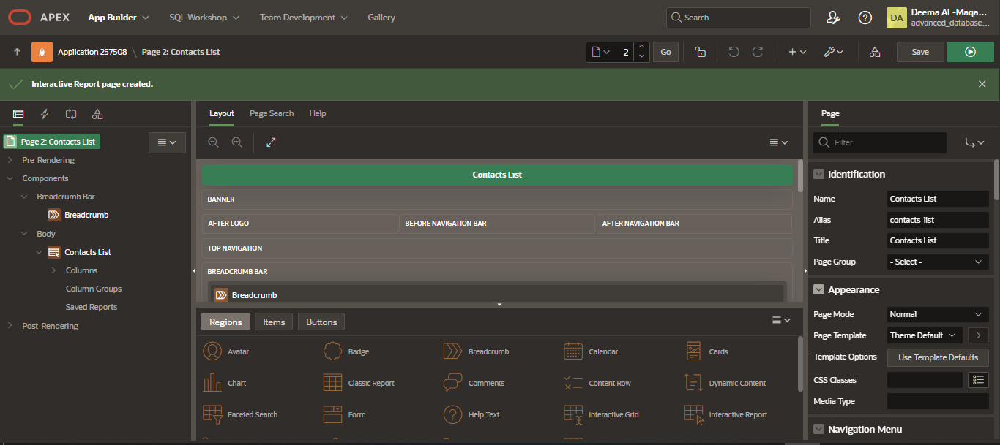 APEX App Builder SQL Workshop Team Development Gallery Search DA Deema AL-Maqa...
advanced_database...
Application 257508 \ Page 2: Contacts List 2 Go Save
Interactive Report page created.
Layout Page Search Help
Page
Page 2: Contacts List
Filter
Pre-Rendering
Components
Breadcrumb Bar
Breadcrumb
Body
Contacts List
Columns
Column Groups
Saved Reports
Post-Rendering
Contacts List
BANNER
AFTER LOGO BEFORE NAVIGATION BAR AFTER NAVIGATION BAR
TOP NAVIGATION
BREADCRUMB BAR
Breadcrumb
Regions Items Buttons
Avatar Badge Breadcrumb Calendar Cards
Chart Classic Report Comments Content Row Dynamic Content
Faceted Search Form Help Text Interactive Grid Interactive Report
Identification
Name Contacts List
Alias contacts-list
Title Contacts List
Page Group - Select -
Appearance
Page Mode Normal
Page Template Theme Default
Template Options Use Template Defaults
CSS Classes
Media Type
Navigation Menu